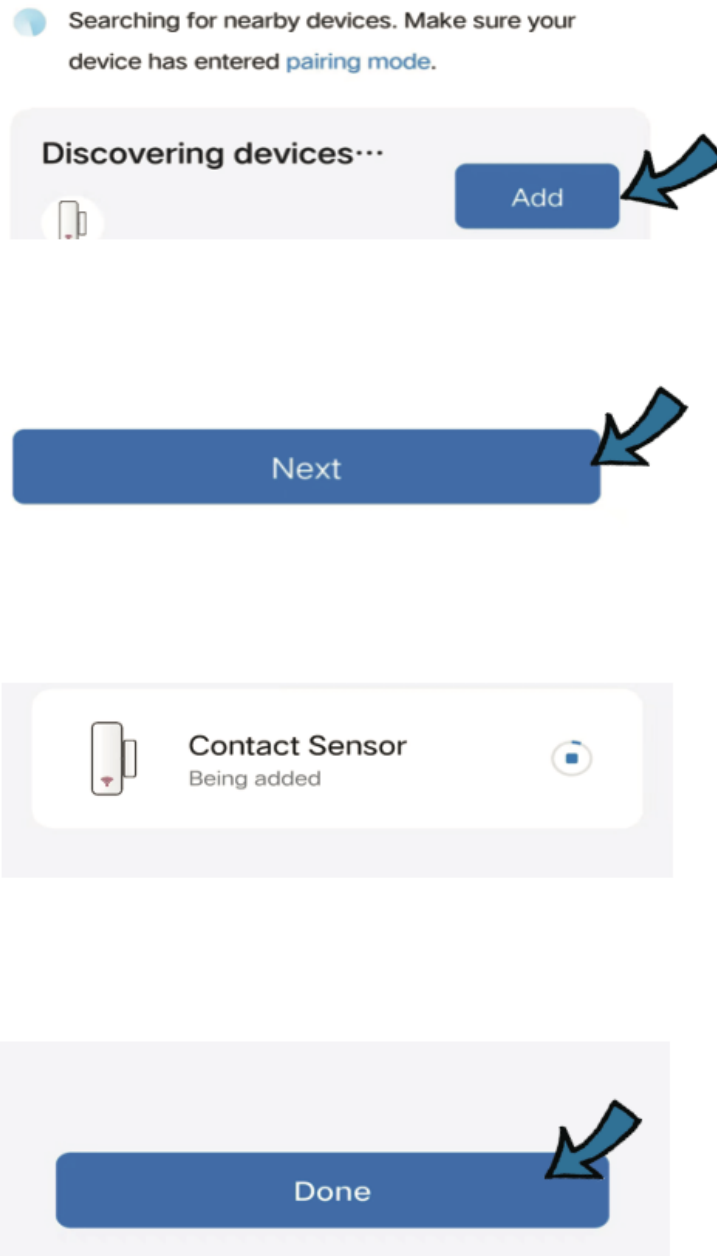 Searching for nearby devices. Make sure your
device has entered pairing mode.
Discovering devices···
Add
Next
Contact Sensor
Being added
Done